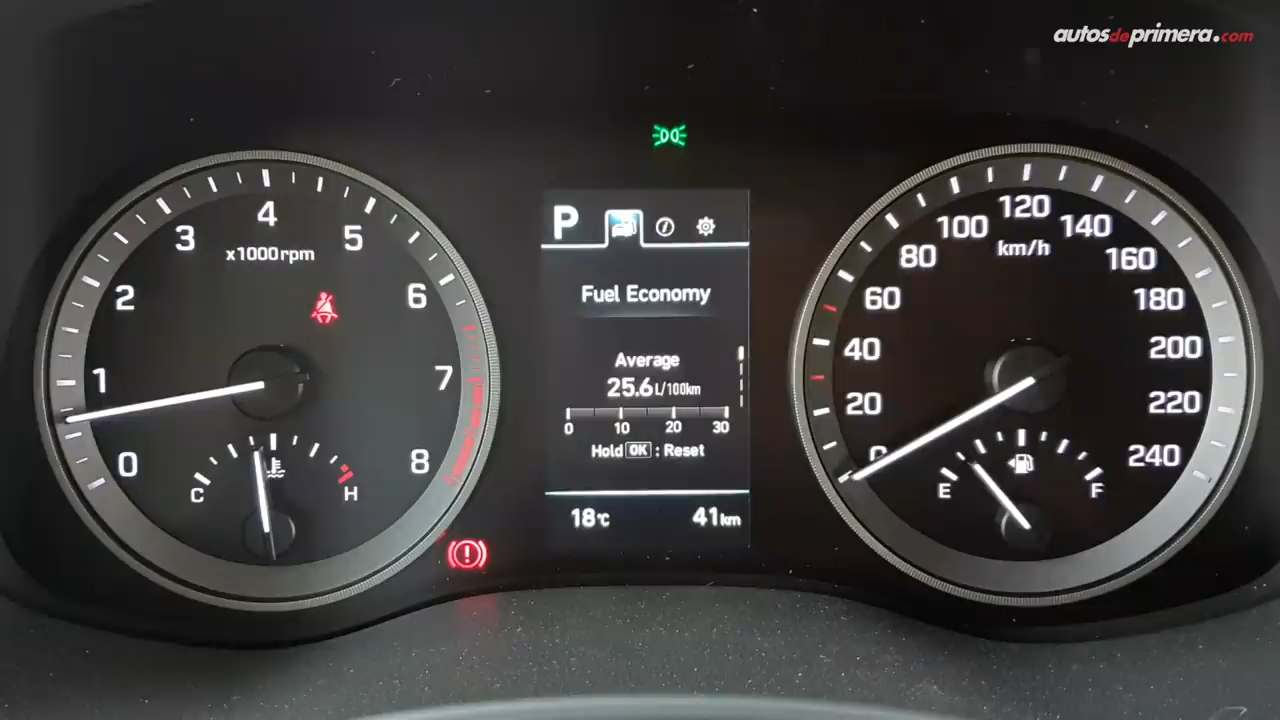 autosdeprimera.com
0 1 2 3 4 5 6 7 8
x1000rpm
C H
P
Fuel Economy
Average
25.6 L/100km
0 10 20 30
Hold OK : Reset
18℃ 41km
0 20 40 60 80 100 120 140 160 180 200 220 240
km/h
E F